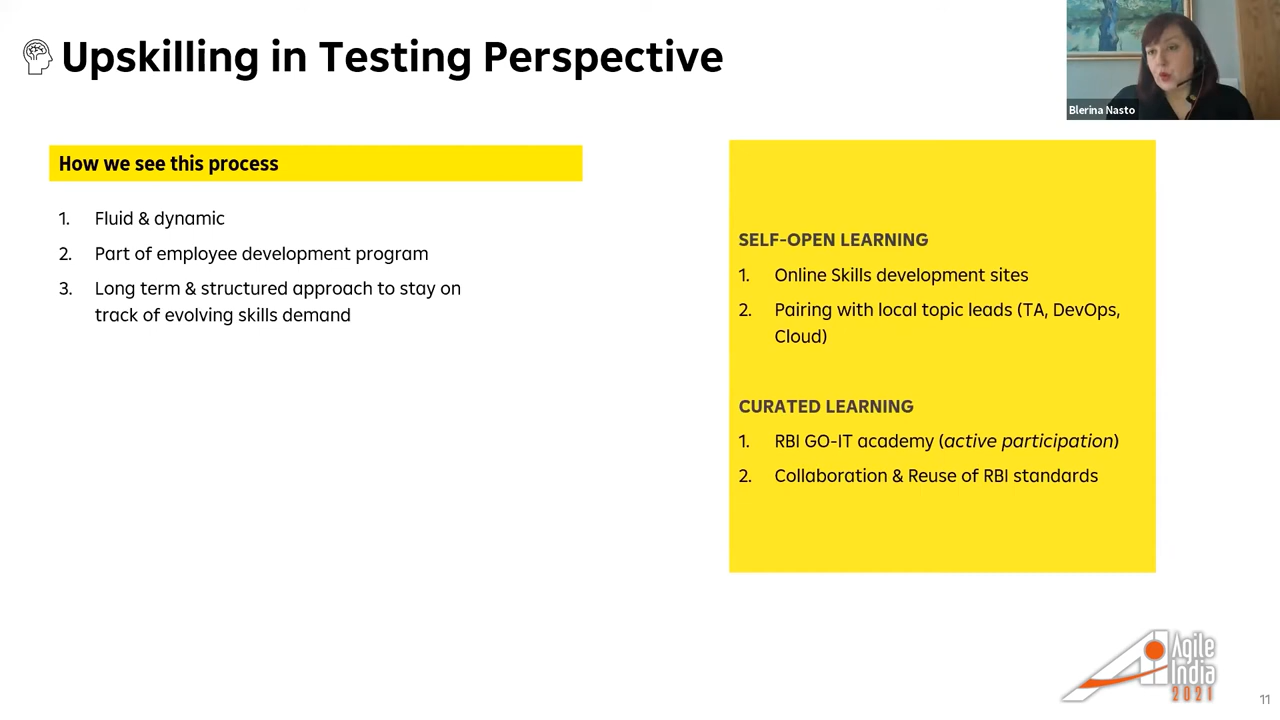 Upskilling in Testing Perspective
Blerina Nasto
How we see this process
1. Fluid & dynamic
2. Part of employee development program
3. Long term & structured approach to stay on
track of evolving skills demand
SELF-OPEN LEARNING
1. Online Skills development sites
2. Pairing with local topic leads (TA, DevOps,
Cloud)
CURATED LEARNING
1. RBI GO-IT academy (active participation)
2. Collaboration & Reuse of RBI standards
Agile
India
2021
11